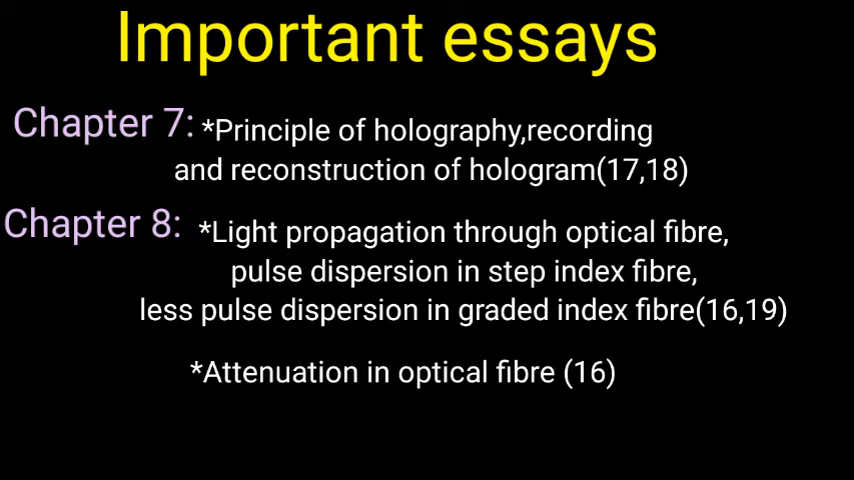 Important essays
Chapter 7: *Principle of holography,recording
and reconstruction of hologram(17,18)
Chapter 8: *Light propagation through optical fibre,
pulse dispersion in step index fibre,
less pulse dispersion in graded index fibre(16,19)
*Attenuation in optical fibre (16)